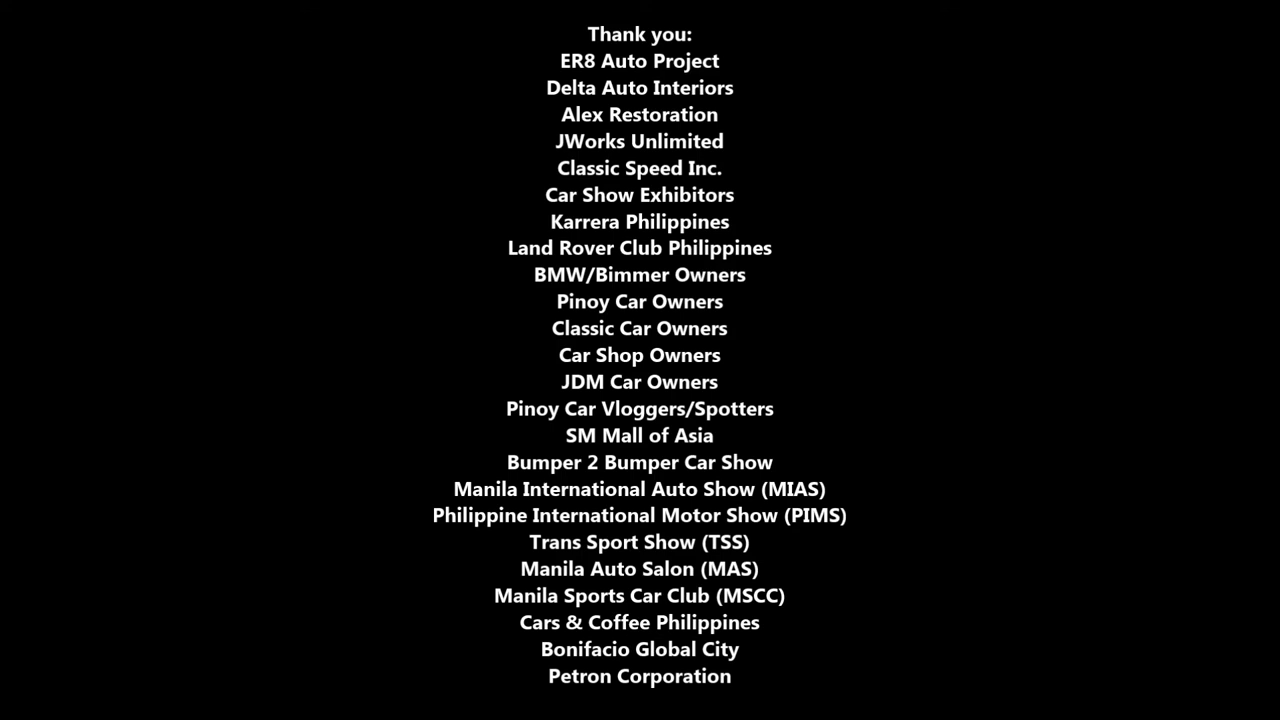 Thank you:
ER8 Auto Project
Delta Auto Interiors
Alex Restoration
JWorks Unlimited
Classic Speed Inc.
Car Show Exhibitors
Karrera Philippines
Land Rover Club Philippines
BMW/Bimmer Owners
Pinoy Car Owners
Classic Car Owners
Car Shop Owners
JDM Car Owners
Pinoy Car Vloggers/Spotters
SM Mall of Asia
Bumper 2 Bumper Car Show
Manila International Auto Show (MIAS)
Philippine International Motor Show (PIMS)
Trans Sport Show (TSS)
Manila Auto Salon (MAS)
Manila Sports Car Club (MSCC)
Cars & Coffee Philippines
Bonifacio Global City
Petron Corporation